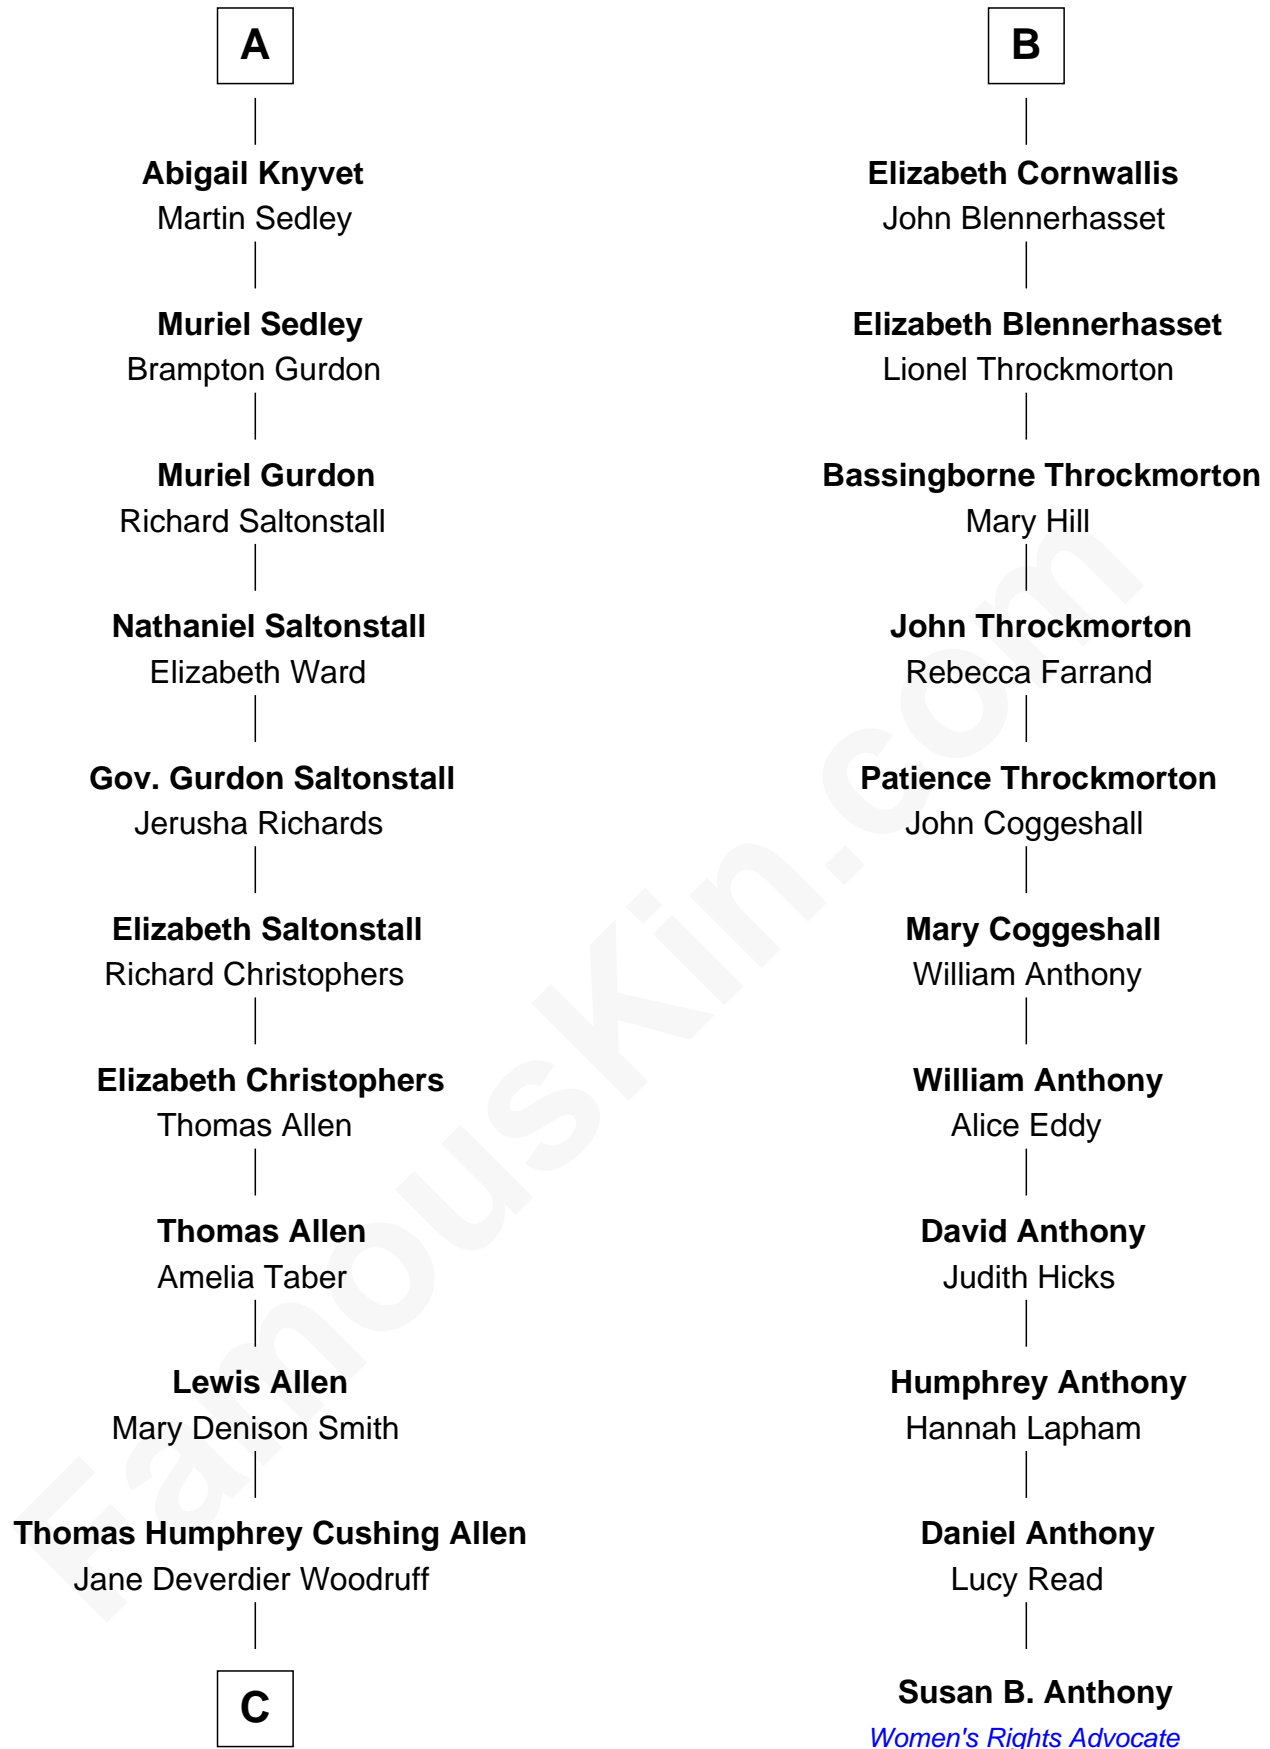 A
Abigail Knyvet
Martin Sedley
Muriel Sedley
Brampton Gurdon
Muriel Gurdon
Richard Saltonstall
Nathaniel Saltonstall
Elizabeth Ward
Gov. Gurdon Saltonstall
Jerusha Richards
Elizabeth Saltonstall
Richard Christophers
Elizabeth Christophers
Thomas Allen
Thomas Allen
Amelia Taber
Lewis Allen
Mary Denison Smith
Thomas Humphrey Cushing Allen
Jane Deverdier Woodruff
C
B
Elizabeth Cornwallis
John Blennerhasset
Elizabeth Blennerhasset
Lionel Throckmorton
Bassingborne Throckmorton
Mary Hill
John Throckmorton
Rebecca Farrand
Patience Throckmorton
John Coggeshall
Mary Coggeshall
William Anthony
William Anthony
Alice Eddy
David Anthony
Judith Hicks
Humphrey Anthony
Hannah Lapham
Daniel Anthony
Lucy Read
Susan B. Anthony
Women's Rights Advocate
FamousKin.com